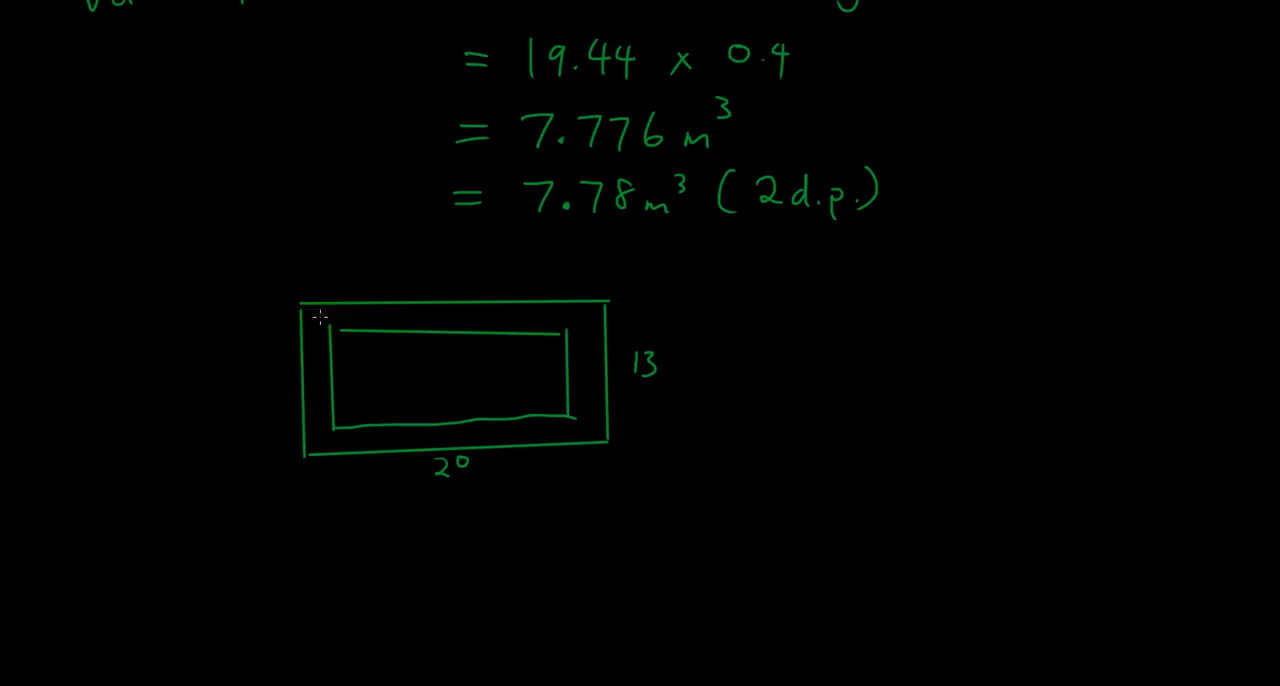 = 19.44 x 0.4
= 7.776 m³
= 7.78 m³ (2 d.p.)
13
20